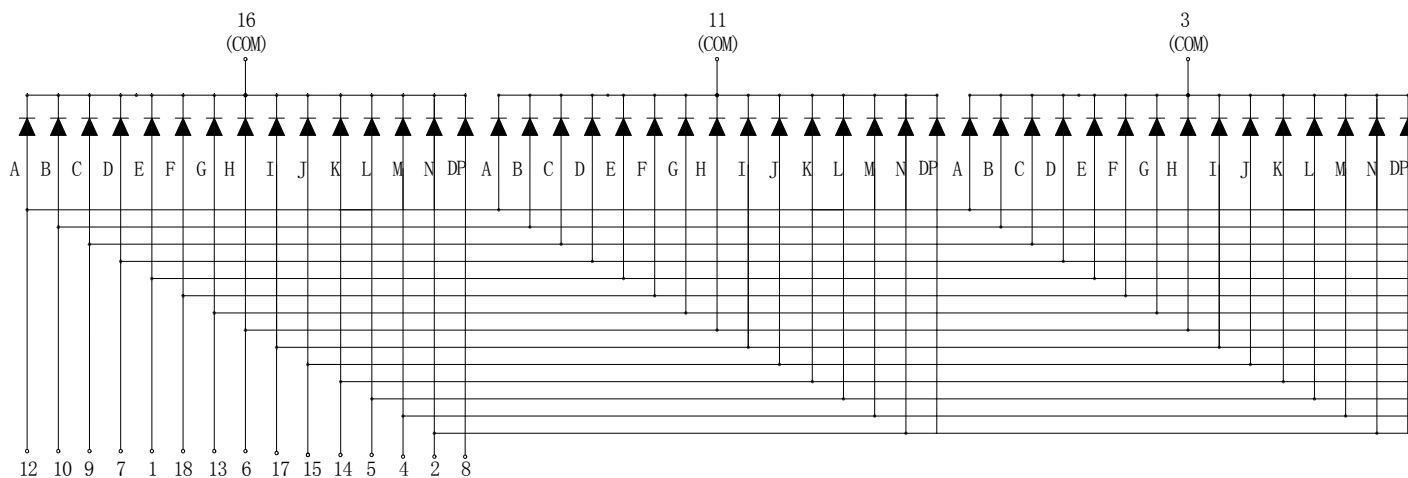 16 11 3
(COM) (COM) (COM)
A B C D E F G H I J K L M N DP A B C D E F G H I J K L M N DP A B C D E F G H I J K L M N DP
12 10 9 7 1 18 13 6 17 15 14 5 4 2 8